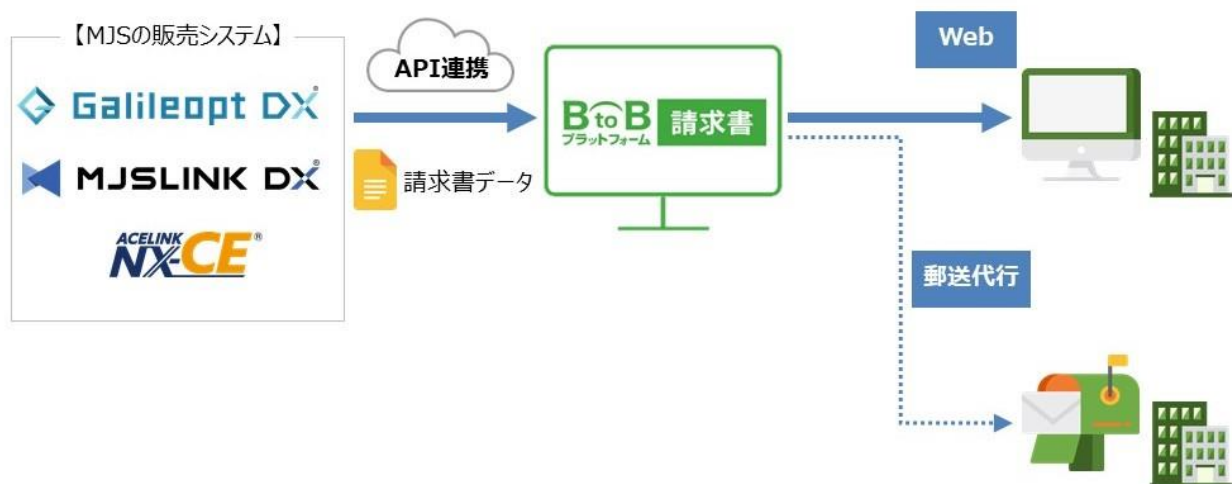 【MJSの販売システム】
Galileopt DX®
MJSLINK DX®
ACELINK
NX-CE®
API連携
請求書データ
BtoB
プラットフォーム
請求書
Web
郵送代行